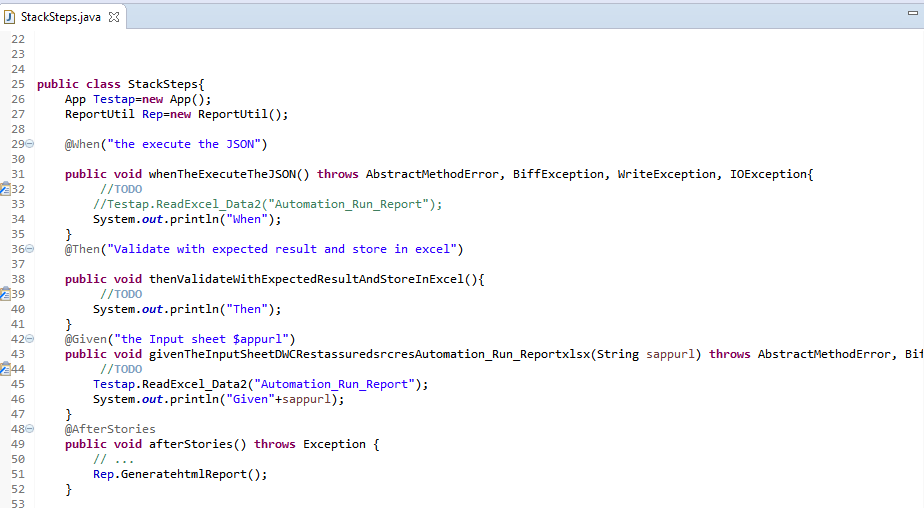 StackSteps.java
22
23
24
25 public class StackSteps{
26 App Testap=new App();
27 ReportUtil Rep=new ReportUtil();
28
29 @When("the execute the JSON")
30
31 public void whenTheExecuteTheJSON() throws AbstractMethodError, BiffException, WriteException, IOException{
32 //TODO
33 //Testap.ReadExcel_Data2("Automation_Run_Report");
34 System.out.println("When");
35 }
36 @Then("Validate with expected result and store in excel")
37
38 public void thenValidateWithExpectedResultAndStoreInExcel(){
39 //TODO
40 System.out.println("Then");
41 }
42 @Given("the Input sheet $appurl")
43 public void givenTheInputSheetDWCRestassuredsrcresAutomation_Run_Reportxlsx(String sappurl) throws AbstractMethodError, Bif
44 //TODO
45 Testap.ReadExcel_Data2("Automation_Run_Report");
46 System.out.println("Given"+sappurl);
47 }
48 @AfterStories
49 public void afterStories() throws Exception {
50 // ...
51 Rep.GeneratehtmlReport();
52 }
53